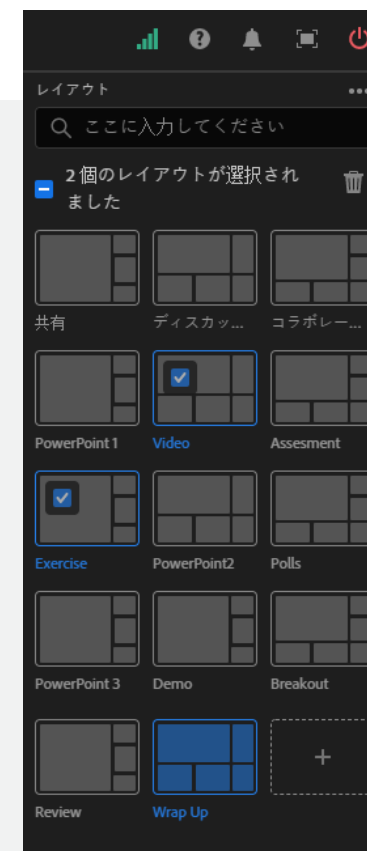 レイアウト
ここに入力してください
2 個のレイアウトが選択され
ました
共有
ディスカッ...
コラボレー...
PowerPoint 1
Video
Assesment
Exercise
PowerPoint2
Polls
PowerPoint 3
Demo
Breakout
Review
Wrap Up